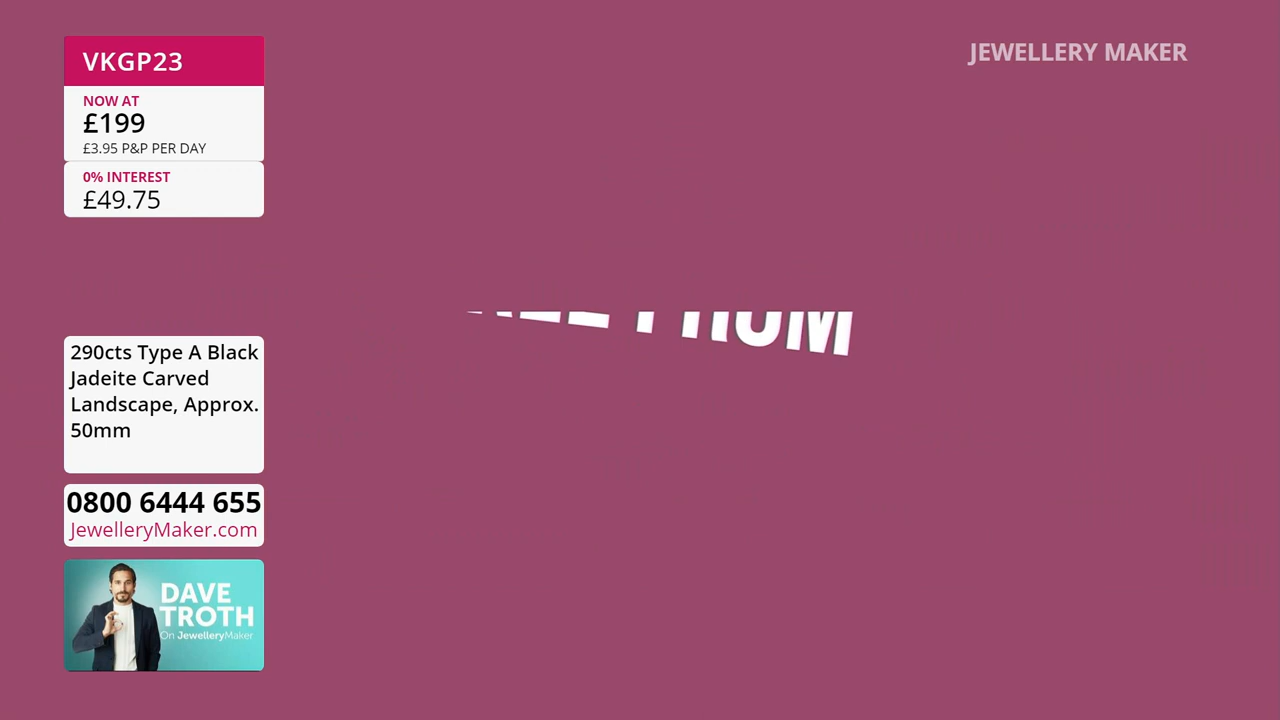 VKGP23
NOW AT
£199
£3.95 P&P PER DAY
0% INTEREST
£49.75
JEWELLERY MAKER
FROM
290cts Type A Black
Jadeite Carved
Landscape, Approx.
50mm
0800 6444 655
JewelleryMaker.com
DAVE
TROTH
On JewelleryMaker